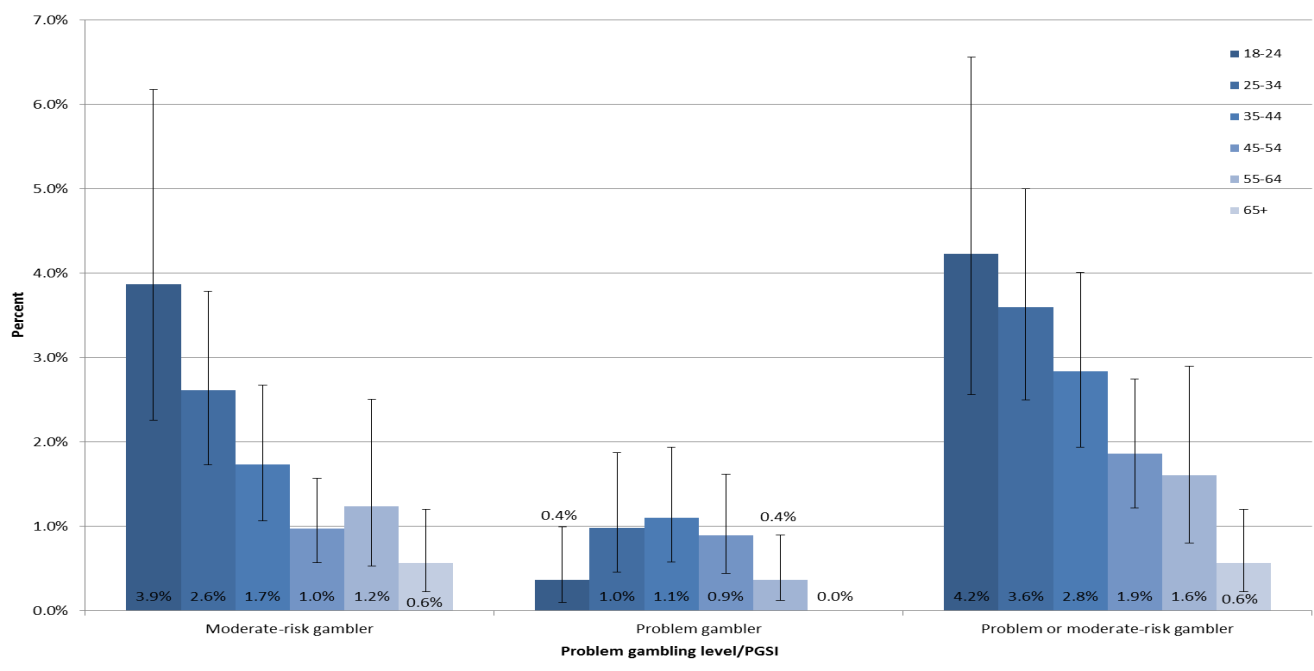 7.0%
6.0%
5.0%
4.0%
3.0%
2.0%
1.0%
0.0%
Percent
18-24
25-34
35-44
45-54
55-64
65+
3.9% 2.6% 1.7% 1.0% 1.2% 0.6%
0.4% 1.0% 1.1% 0.9% 0.4% 0.0%
4.2% 3.6% 2.8% 1.9% 1.6% 0.6%
Moderate-risk gambler Problem gambler Problem or moderate-risk gambler
Problem gambling level/PGSI